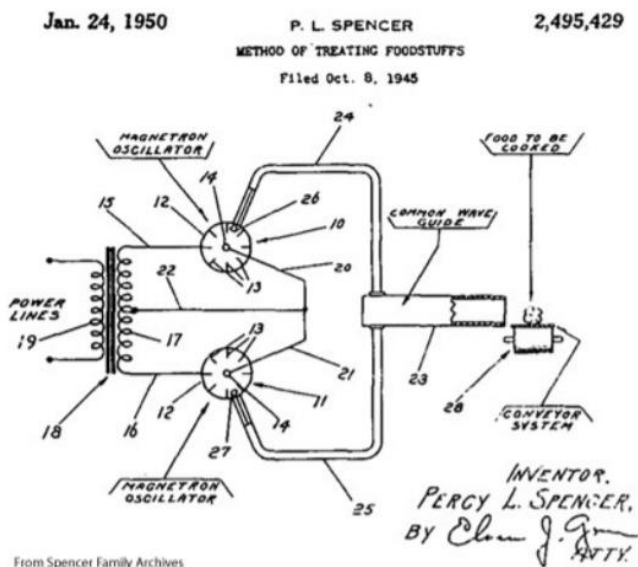 Jan. 24, 1950
P. L. SPENCER
2,495,429
METHOD OF TREATING FOODSTUFFS
Filed Oct. 8, 1945
MAGNETRON
OSCILLATOR
24
FOOD TO BE
COOKED
14
26
12
15
10
COMMON WAVE
GUIDE
13
20
22
POWER
LINES
19
17
13
21
23
28
12
11
18
16
14
27
CONVEYOR
SYSTEM
MAGNETRON
OSCILLATOR
25
INVENTOR.
PERCY L. SPENCER,
BY
ATTY.
From Spencer Family Archives